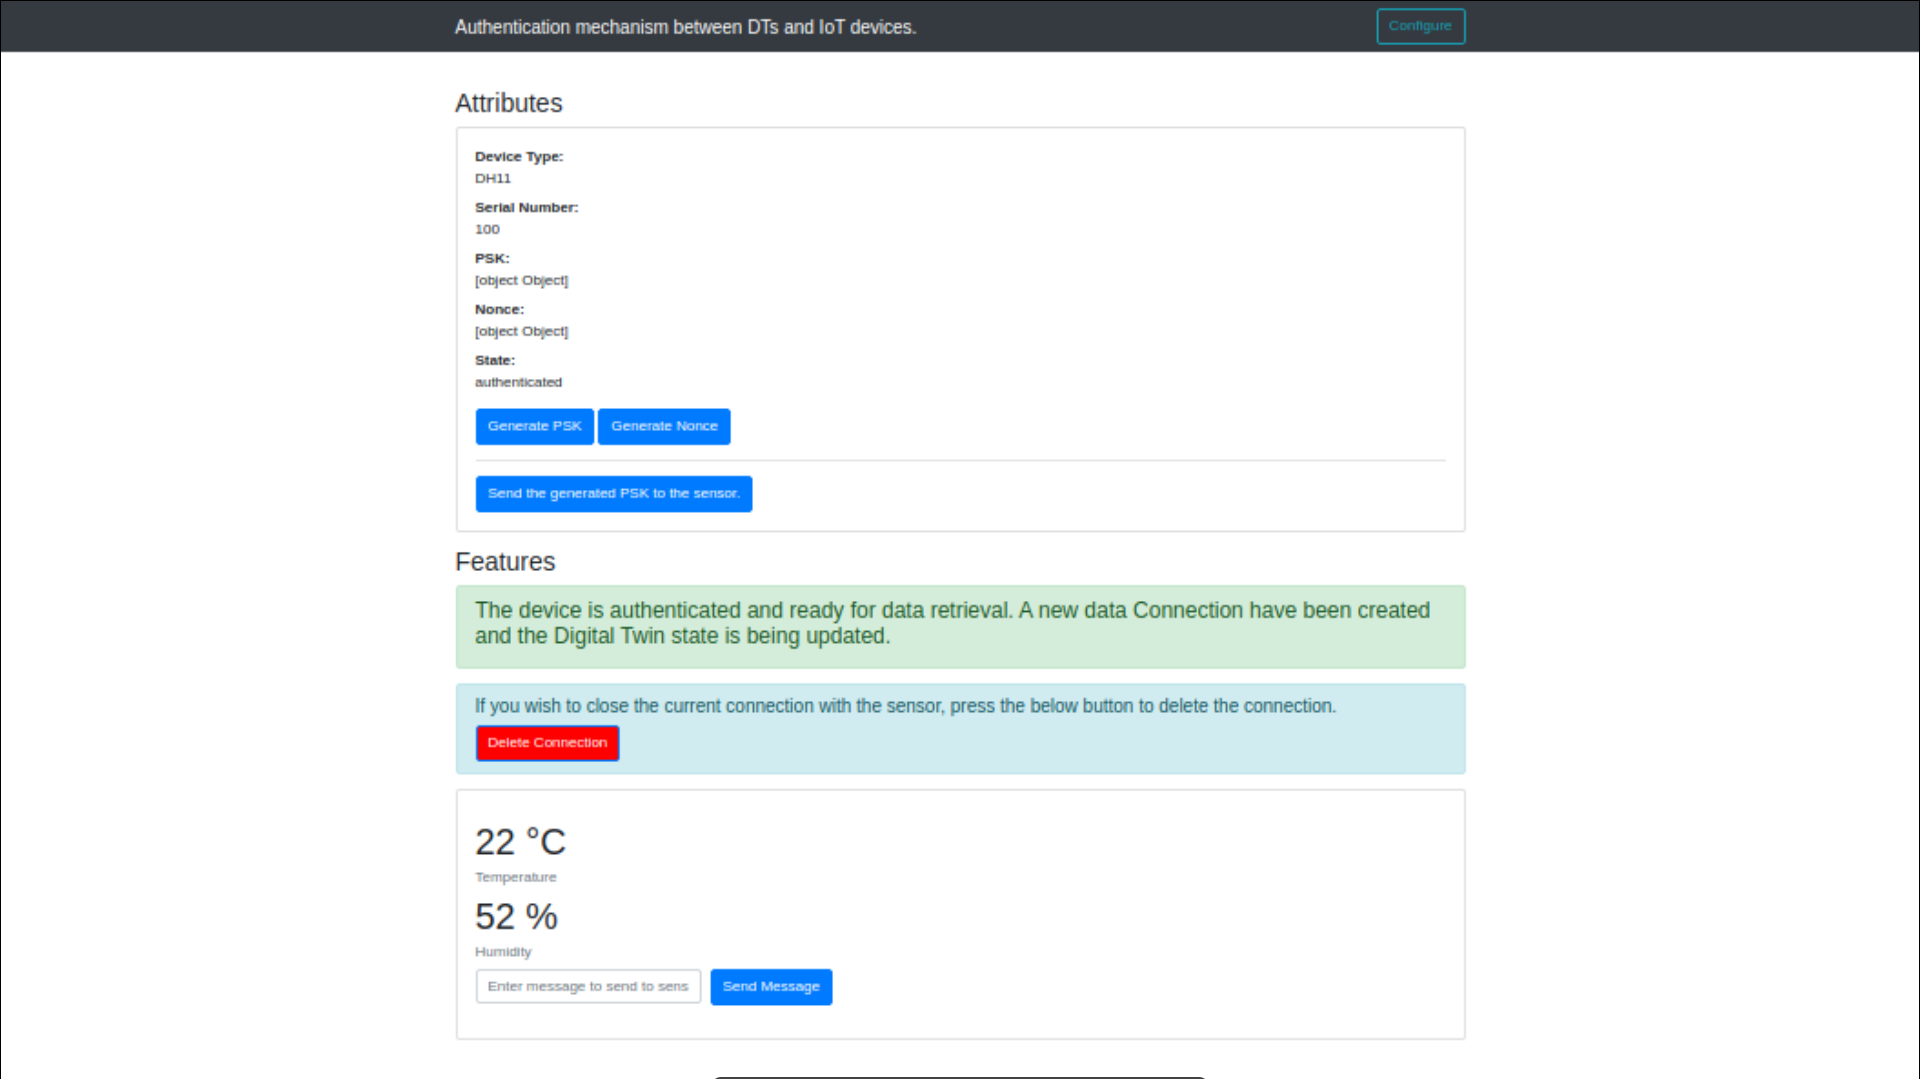 Authentication mechanism between DTs and IoT devices.
Configure
Attributes
Device Type:
DH11
Serial Number:
100
PSK:
[object Object]
Nonce:
[object Object]
State:
authenticated
Generate PSK
Generate Nonce
Send the generated PSK to the sensor.
Features
The device is authenticated and ready for data retrieval. A new data Connection have been created
and the Digital Twin state is being updated.
If you wish to close the current connection with the sensor, press the below button to delete the connection.
Delete Connection
22 °C
Temperature
52 %
Humidity
Enter message to send to sens
Send Message